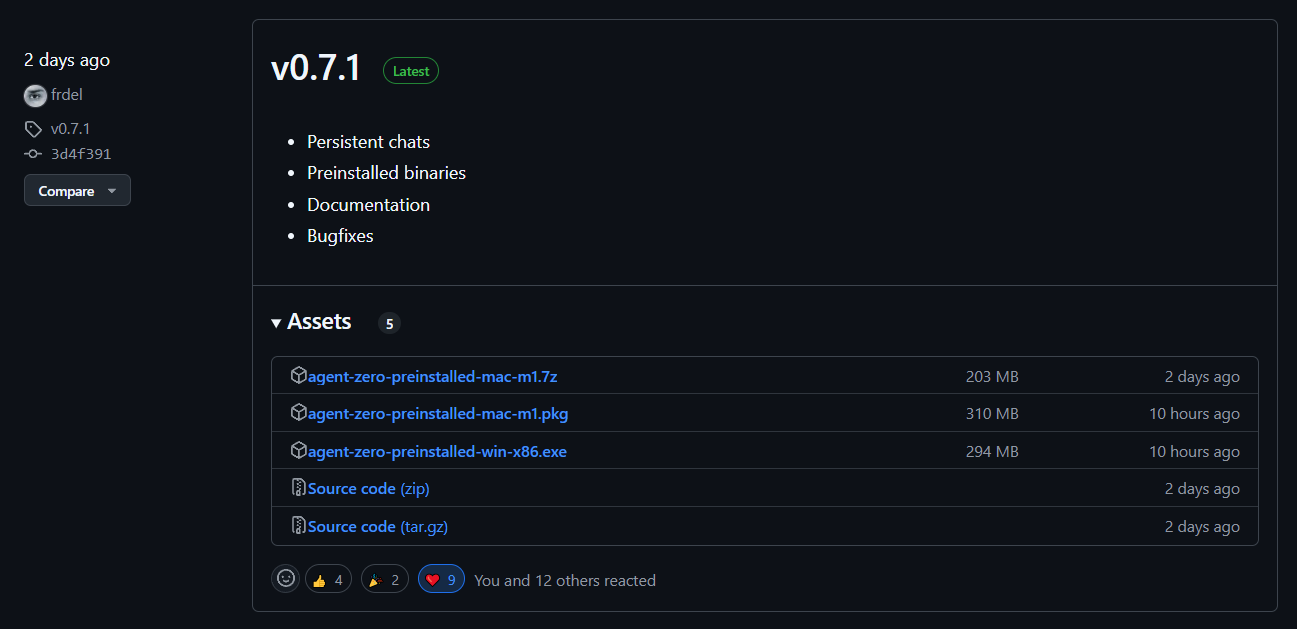 2 days ago
frdel
v0.7.1
3d4f391
Compare
v0.7.1 Latest
Persistent chats
Preinstalled binaries
Documentation
Bugfixes
Assets 5
agent-zero-preinstalled-mac-m1.7z 203 MB 2 days ago
agent-zero-preinstalled-mac-m1.pkg 310 MB 10 hours ago
agent-zero-preinstalled-win-x86.exe 294 MB 10 hours ago
Source code (zip) 2 days ago
Source code (tar.gz) 2 days ago
4 2 9 You and 12 others reacted